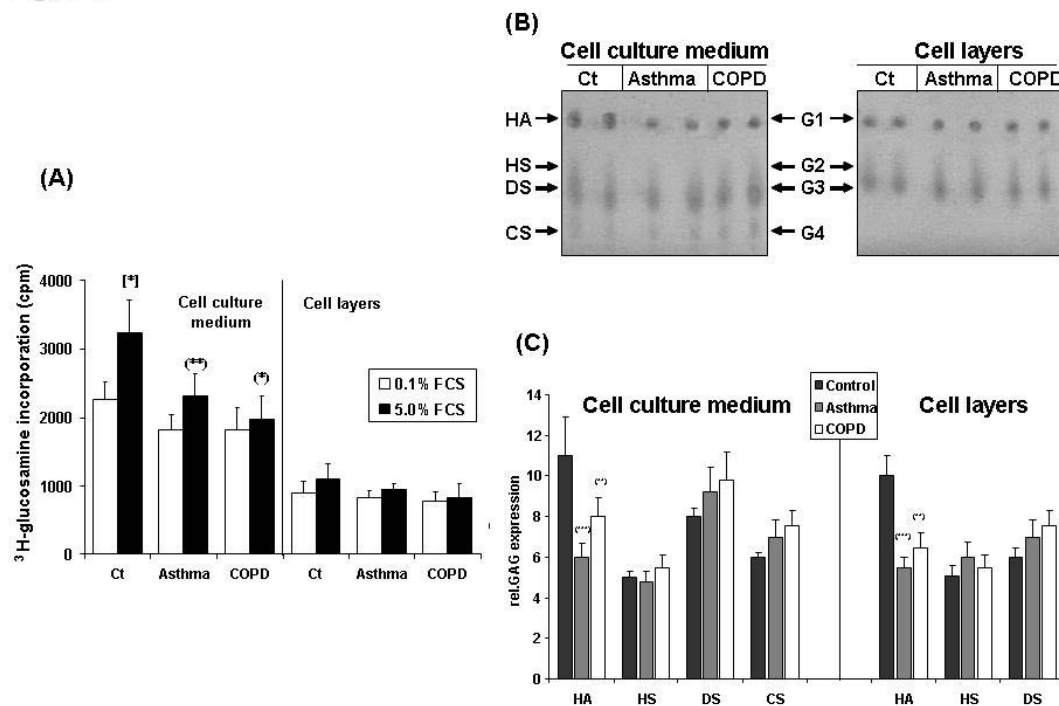 (A)
³H-glucosamine incorporation (cpm)
4000
3000
2000
1000
0
[*]
Cell culture
medium
(**)
(*)
Cell layers
0.1% FCS
5.0% FCS
Ct Asthma COPD Ct Asthma COPD
(B)
Cell culture medium
Ct Asthma COPD
Cell layers
Ct Asthma COPD
HA G1
HS G2
DS G3
CS G4
(C)
Control
Asthma
COPD
Cell culture medium
Cell layers
rel.GAG expression
14
12
10
8
6
4
2
0
(***) (**) (***) (**)
HA HS DS CS HA HS DS